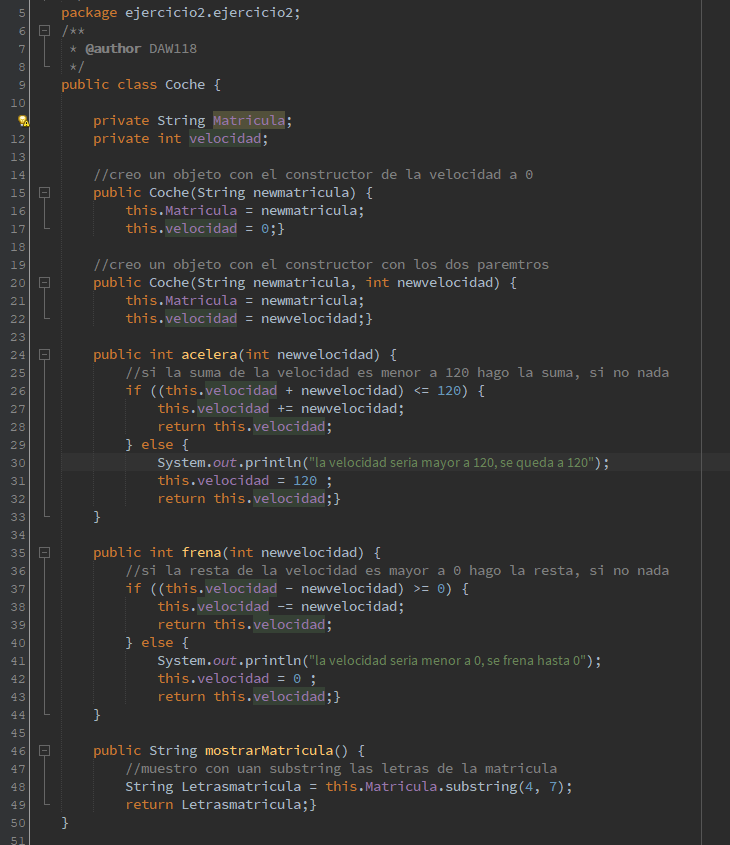 5 package ejercicio2.ejercicio2;
6 /**
7 * @author DAW118
8 */
9 public class Coche {
10
private String Matricula;
12 private int velocidad;
13
14 //creo un objeto con el constructor de la velocidad a 0
15 public Coche(String newmatricula) {
16 this.Matricula = newmatricula;
17 this.velocidad = 0;}
18
19 //creo un objeto con el constructor con los dos paremtros
20 public Coche(String newmatricula, int newvelocidad) {
21 this.Matricula = newmatricula;
22 this.velocidad = newvelocidad;}
23
24 public int acelera(int newvelocidad) {
25 //si la suma de la velocidad es menor a 120 hago la suma, si no nada
26 if ((this.velocidad + newvelocidad) <= 120) {
27 this.velocidad += newvelocidad;
28 return this.velocidad;
29 } else {
30 System.out.println("la velocidad seria mayor a 120, se queda a 120");
31 this.velocidad = 120 ;
32 return this.velocidad;}
33 }
34
35 public int frena(int newvelocidad) {
36 //si la resta de la velocidad es mayor a 0 hago la resta, si no nada
37 if ((this.velocidad - newvelocidad) >= 0) {
38 this.velocidad -= newvelocidad;
39 return this.velocidad;
40 } else {
41 System.out.println("la velocidad seria menor a 0, se frena hasta 0");
42 this.velocidad = 0 ;
43 return this.velocidad;}
44 }
45
46 public String mostrarMatricula() {
47 //muestro con uan substring las letras de la matricula
48 String Letrasmatricula = this.Matricula.substring(4, 7);
49 return Letrasmatricula;}
50 }
51